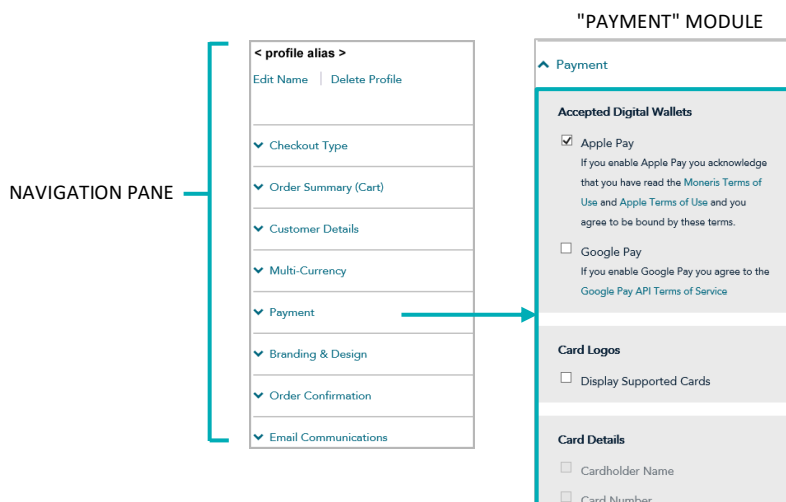 "PAYMENT" MODULE
NAVIGATION PANE
< profile alias >
Edit Name | Delete Profile
Checkout Type
Order Summary (Cart)
Customer Details
Multi-Currency
Payment
Branding & Design
Order Confirmation
Email Communications
Payment
Accepted Digital Wallets
Apple Pay
If you enable Apple Pay you acknowledge
that you have read the Moneris Terms of
Use and Apple Terms of Use and you
agree to be bound by these terms.
Google Pay
If you enable Google Pay you agree to the
Google Pay API Terms of Service
Card Logos
Display Supported Cards
Card Details
Cardholder Name
Card Number